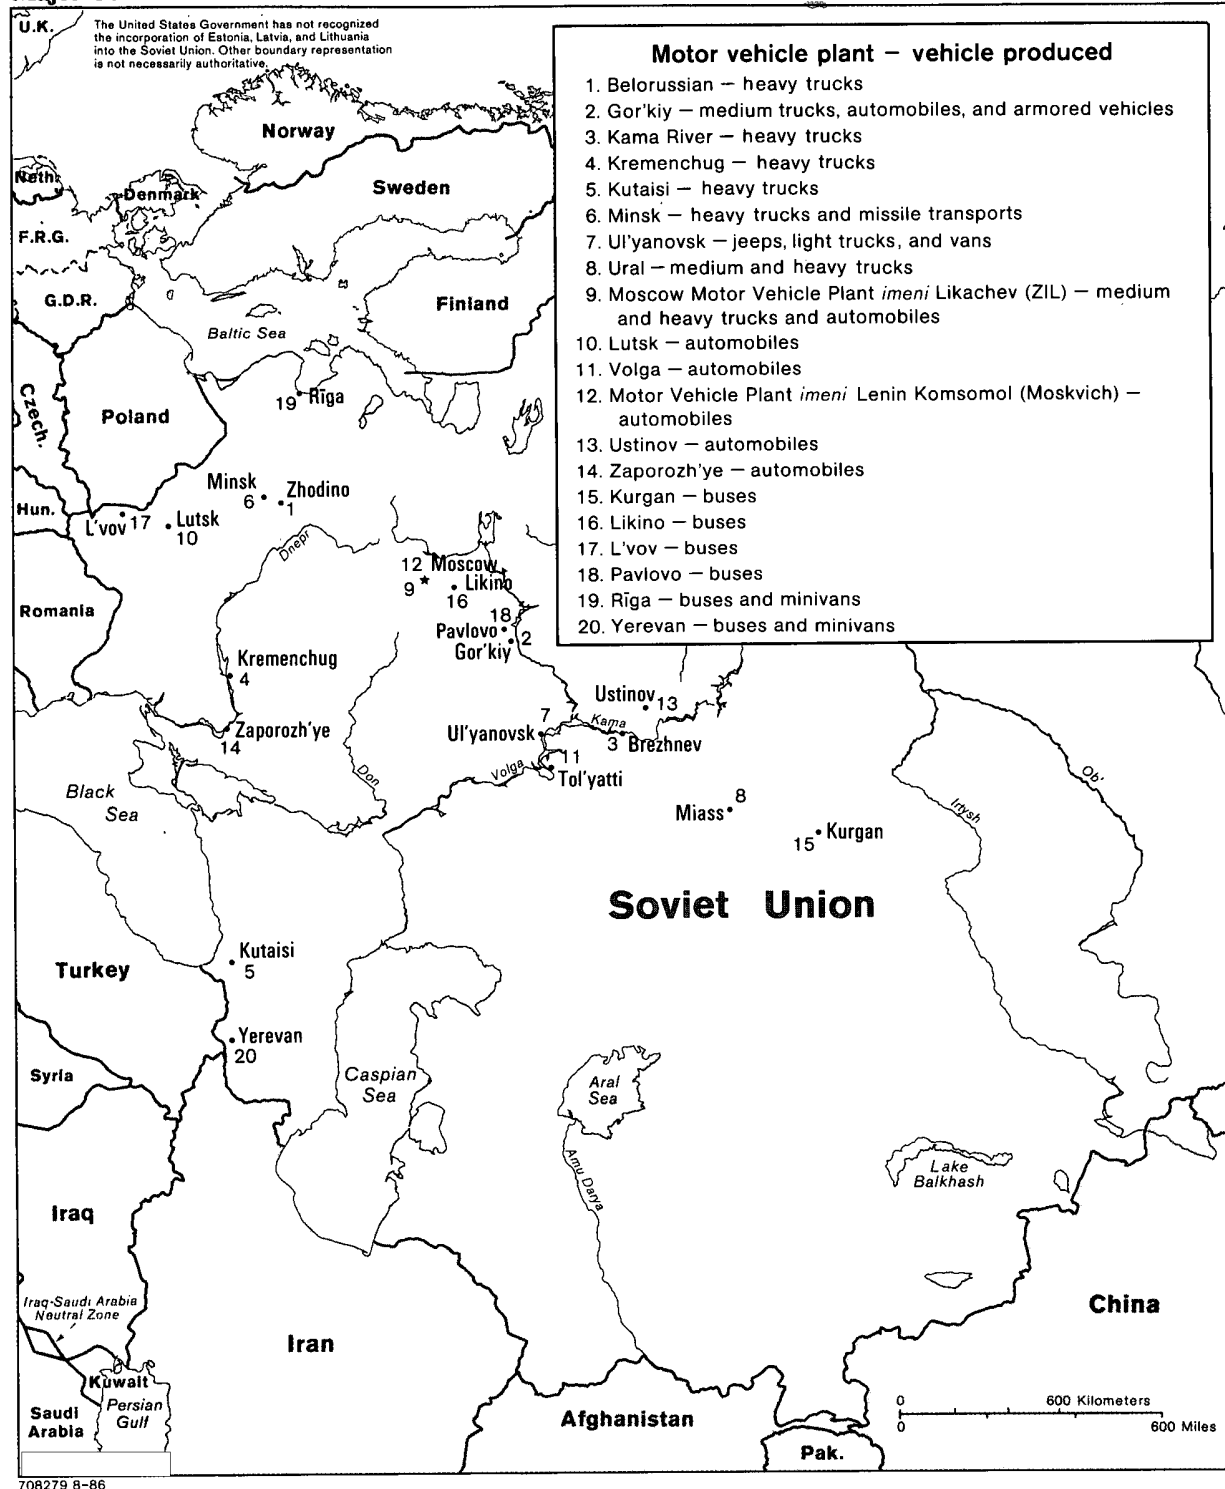 U.K.
The United States Government has not recognized
the incorporation of Estonia, Latvia, and Lithuania
into the Soviet Union. Other boundary representation
is not necessarily authoritative.
Motor vehicle plant – vehicle produced
1. Belorussian – heavy trucks
2. Gor'kiy – medium trucks, automobiles, and armored vehicles
3. Kama River – heavy trucks
4. Kremenchug – heavy trucks
5. Kutaisi – heavy trucks
6. Minsk – heavy trucks and missile transports
7. Ul'yanovsk – jeeps, light trucks, and vans
8. Ural – medium and heavy trucks
9. Moscow Motor Vehicle Plant imeni Likachev (ZIL) – medium
and heavy trucks and automobiles
10. Lutsk – automobiles
11. Volga – automobiles
12. Motor Vehicle Plant imeni Lenin Komsomol (Moskvich) –
automobiles
13. Ustinov – automobiles
14. Zaporozh'ye – automobiles
15. Kurgan – buses
16. Likino – buses
17. L'vov – buses
18. Pavlovo – buses
19. Rīga – buses and minivans
20. Yerevan – buses and minivans
Norway
Neth.
Denmark
Sweden
F.R.G.
G.D.R.
Finland
Baltic Sea
Czech.
Poland
19 Rīga
Minsk
6
Zhodino
1
Hun.
L'vov 17
Lutsk
10
Dnepr
12 Moscow
9
Likino
16
Romania
18
Pavlovo
Gor'kiy 2
Kremenchug
4
Ustinov 13
Zaporozh'ye
14
7
Ul'yanovsk
Kama
3 Brezhnev
11
Tol'yatti
Volga
Don
Black
Sea
8
Miass
15 Kurgan
Ob'
Irtysh
Soviet Union
Kutaisi
5
Turkey
Yerevan
20
Syria
Caspian
Sea
Aral
Sea
Amu Darya
Lake
Balkhash
Iraq
Iraq-Saudi Arabia
Neutral Zone
Iran
China
Kuwait
Persian
Gulf
Saudi
Arabia
Afghanistan
Pak.
0 600 Kilometers
0 600 Miles
708279 8-86